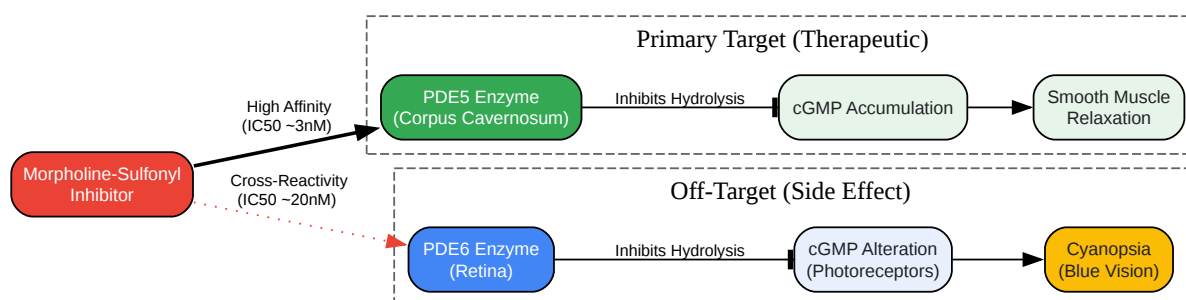 Primary Target (Therapeutic)
High Affinity
(IC50 ~3nM)
PDE5 Enzyme
(Corpus Cavernosum)
Inhibits Hydrolysis
cGMP Accumulation
Smooth Muscle
Relaxation
Morpholine-Sulfonyl
Inhibitor
Cross-Reactivity
(IC50 ~20nM)
Off-Target (Side Effect)
PDE6 Enzyme
(Retina)
Inhibits Hydrolysis
cGMP Alteration
(Photoreceptors)
Cyanopsia
(Blue Vision)